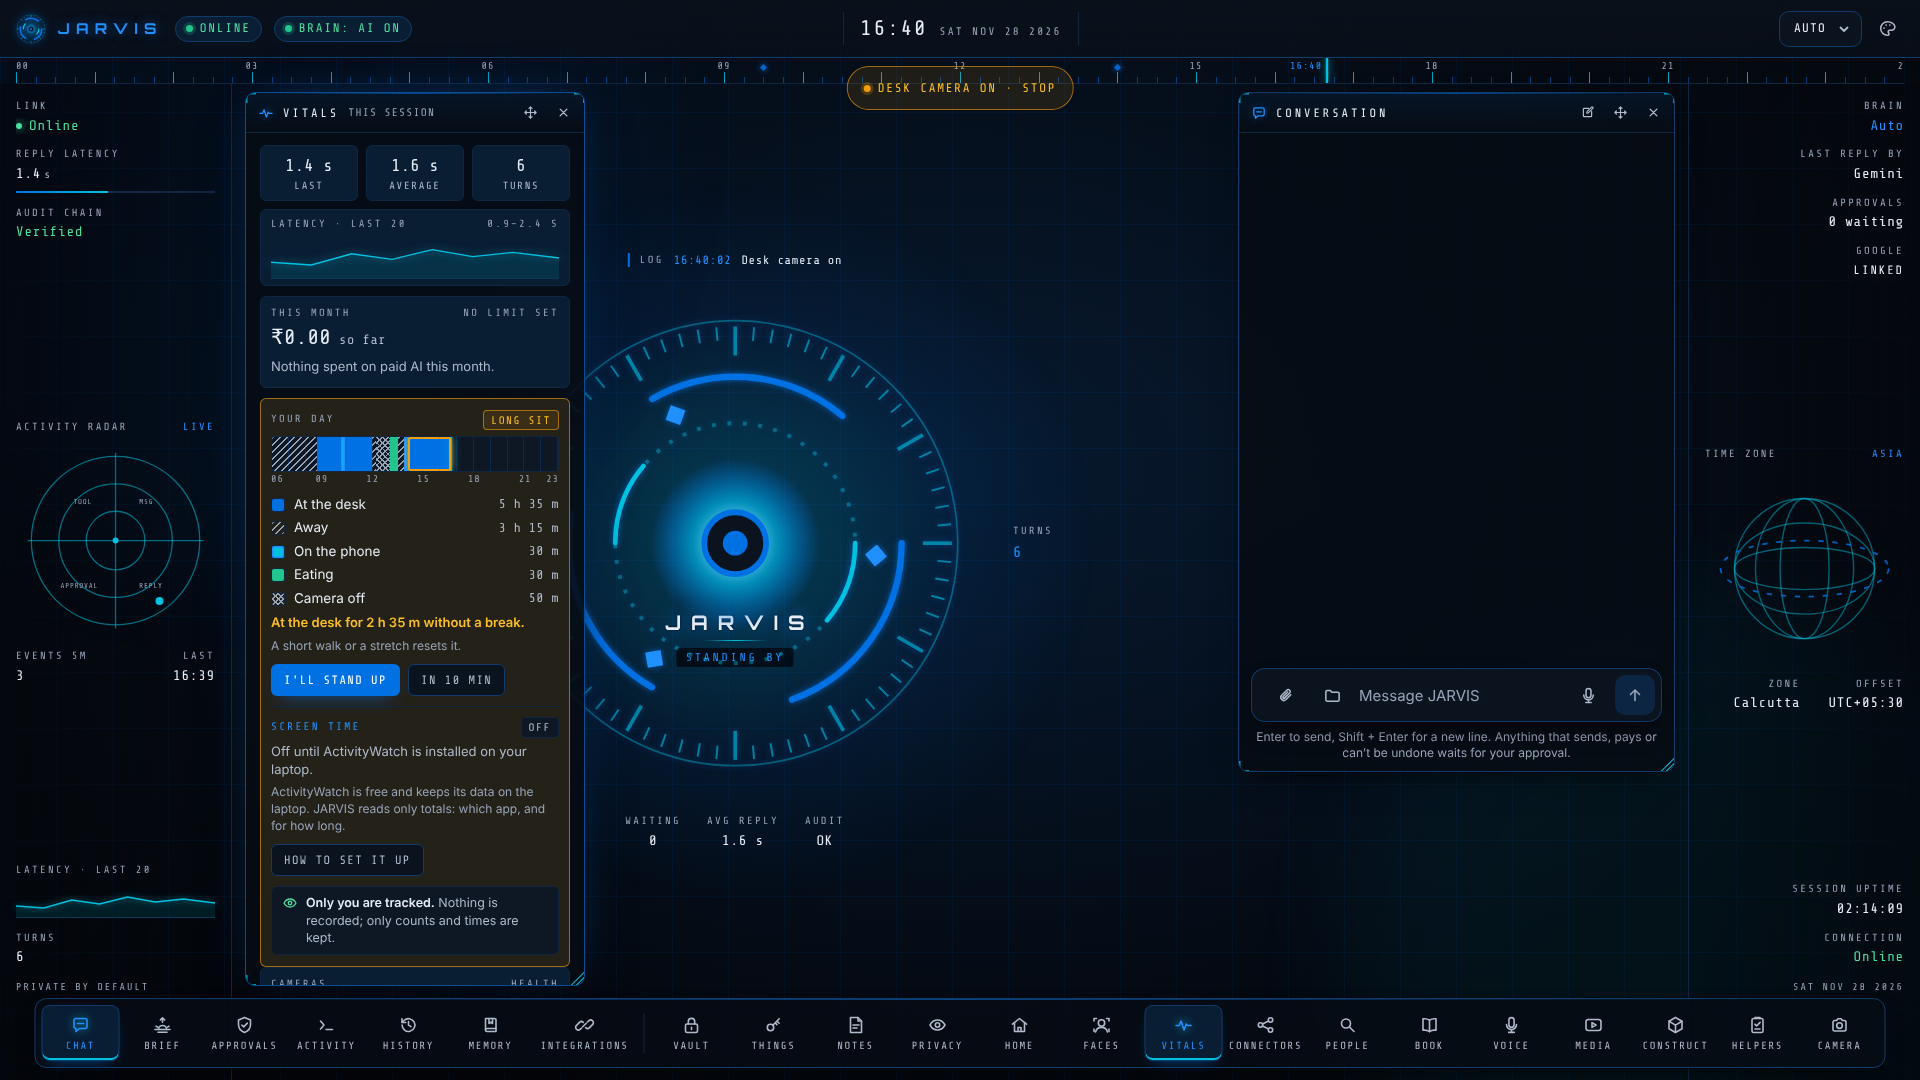 JARVIS
ONLINE
BRAIN: AI ON
16:40 SAT NOV 28 2026
AUTO
00 03 06 09 12 15 16:40 18 21 2
DESK CAMERA ON · STOP
LINK
Online
REPLY LATENCY
1.4 s
AUDIT CHAIN
Verified
ACTIVITY RADAR LIVE
TOOL MSG
APPROVAL REPLY
EVENTS 5M LAST
3 16:39
LATENCY · LAST 20
TURNS
6
PRIVATE BY DEFAULT
VITALS THIS SESSION
1.4 s 1.6 s 6
LAST AVERAGE TURNS
LATENCY · LAST 20 0.9–2.4 S
THIS MONTH NO LIMIT SET
₹0.00 so far
Nothing spent on paid AI this month.
YOUR DAY LONG SIT
06 09 12 15 18 21 23
At the desk 5 h 35 m
Away 3 h 15 m
On the phone 30 m
Eating 30 m
Camera off 50 m
At the desk for 2 h 35 m without a break.
A short walk or a stretch resets it.
I'LL STAND UP IN 10 MIN
SCREEN TIME OFF
Off until ActivityWatch is installed on your
laptop.
ActivityWatch is free and keeps its data on the
laptop. JARVIS reads only totals: which app, and
for how long.
HOW TO SET IT UP
Only you are tracked. Nothing is
recorded; only counts and times are
kept.
CAMERAS HEALTH
LOG 16:40:02 Desk camera on
JARVIS
STANDING BY
TURNS
6
WAITING AVG REPLY AUDIT
0 1.6 s OK
CONVERSATION
Message JARVIS
Enter to send, Shift + Enter for a new line. Anything that sends, pays or
can't be undone waits for your approval.
BRAIN
Auto
LAST REPLY BY
Gemini
APPROVALS
0 waiting
GOOGLE
LINKED
TIME ZONE ASIA
ZONE OFFSET
Calcutta UTC+05:30
SESSION UPTIME
02:14:09
CONNECTION
Online
SAT NOV 28 2026
CHAT BRIEF APPROVALS ACTIVITY HISTORY MEMORY INTEGRATIONS VAULT THINGS NOTES PRIVACY HOME FACES VITALS CONNECTORS PEOPLE BOOK VOICE MEDIA CONSTRUCT HELPERS CAMERA